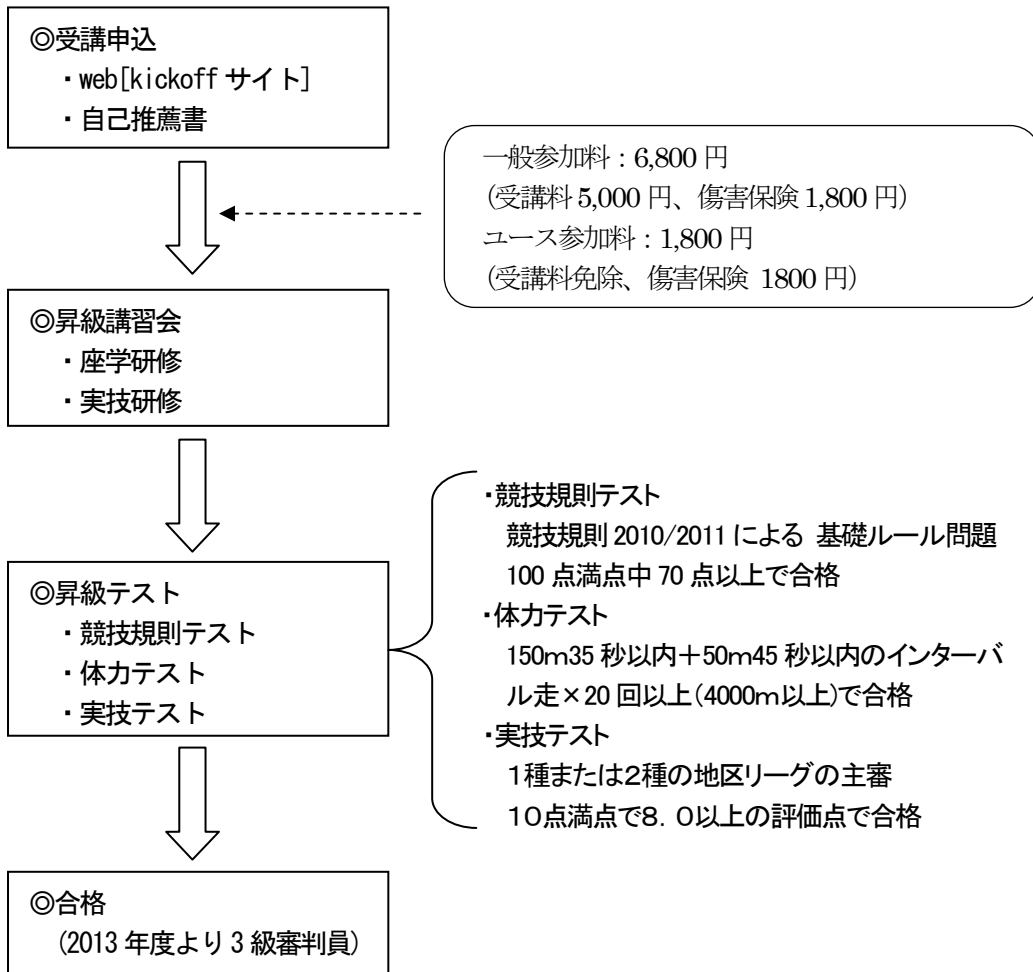 ◎受講申込
・web[kickoff サイト]
・自己推薦書
一般参加料：6,800 円
(受講料 5,000 円、傷害保険 1,800 円)
ユース参加料：1,800 円
(受講料免除、傷害保険 1800 円)
◎昇級講習会
・座学研修
・実技研修
◎昇級テスト
・競技規則テスト
・体力テスト
・実技テスト
・競技規則テスト
競技規則 2010/2011 による 基礎ルール問題
100 点満点中 70 点以上で合格
・体力テスト
150ｍ35 秒以内＋50ｍ45 秒以内のインターバ
ル走×20 回以上(4000ｍ以上)で合格
・実技テスト
１種または２種の地区リーグの主審
１０点満点で８．０以上の評価点で合格
◎合格
(2013 年度より 3 級審判員)